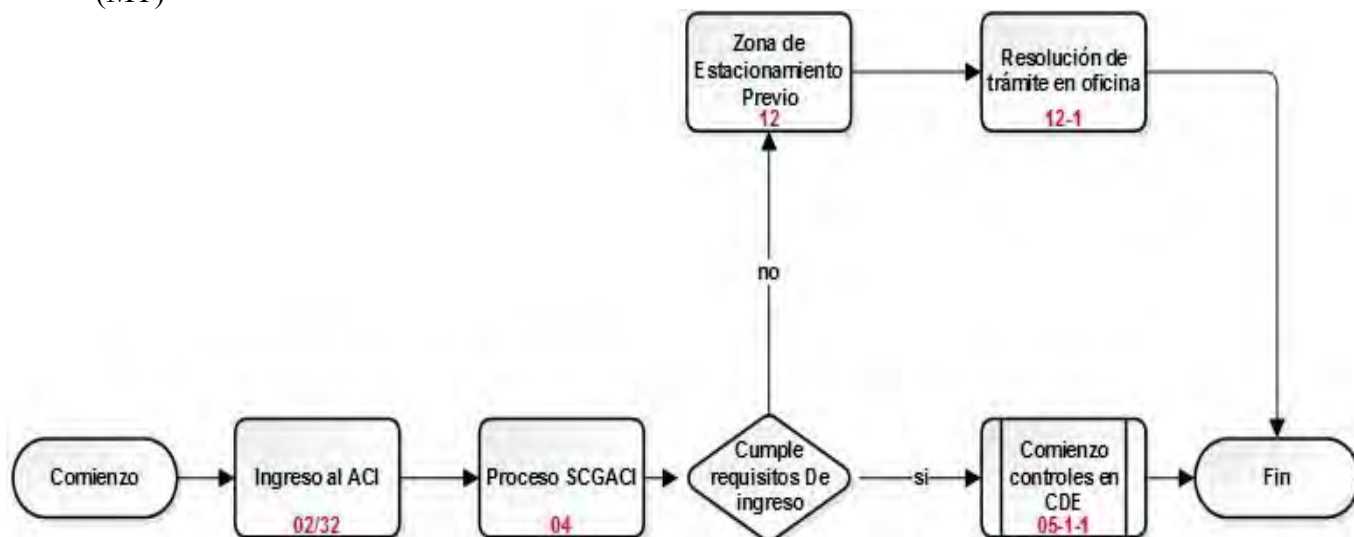 (MT)
Zona de
Estacionamiento
Previo
12
Resolución de
trámite en oficina
12-1
no
Comienzo
Ingreso al ACI
02/32
Proceso SCGACI
04
Cumple
requisitos De
ingreso
si
Comienzo
controles en
CDE
05-1-1
Fin